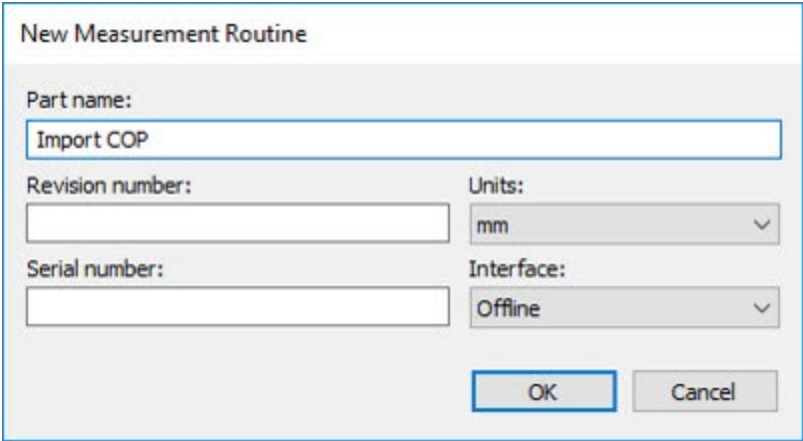 New Measurement Routine
Part name:
Import COP
Revision number:
Units:
mm
Serial number:
Interface:
Offline
OK
Cancel